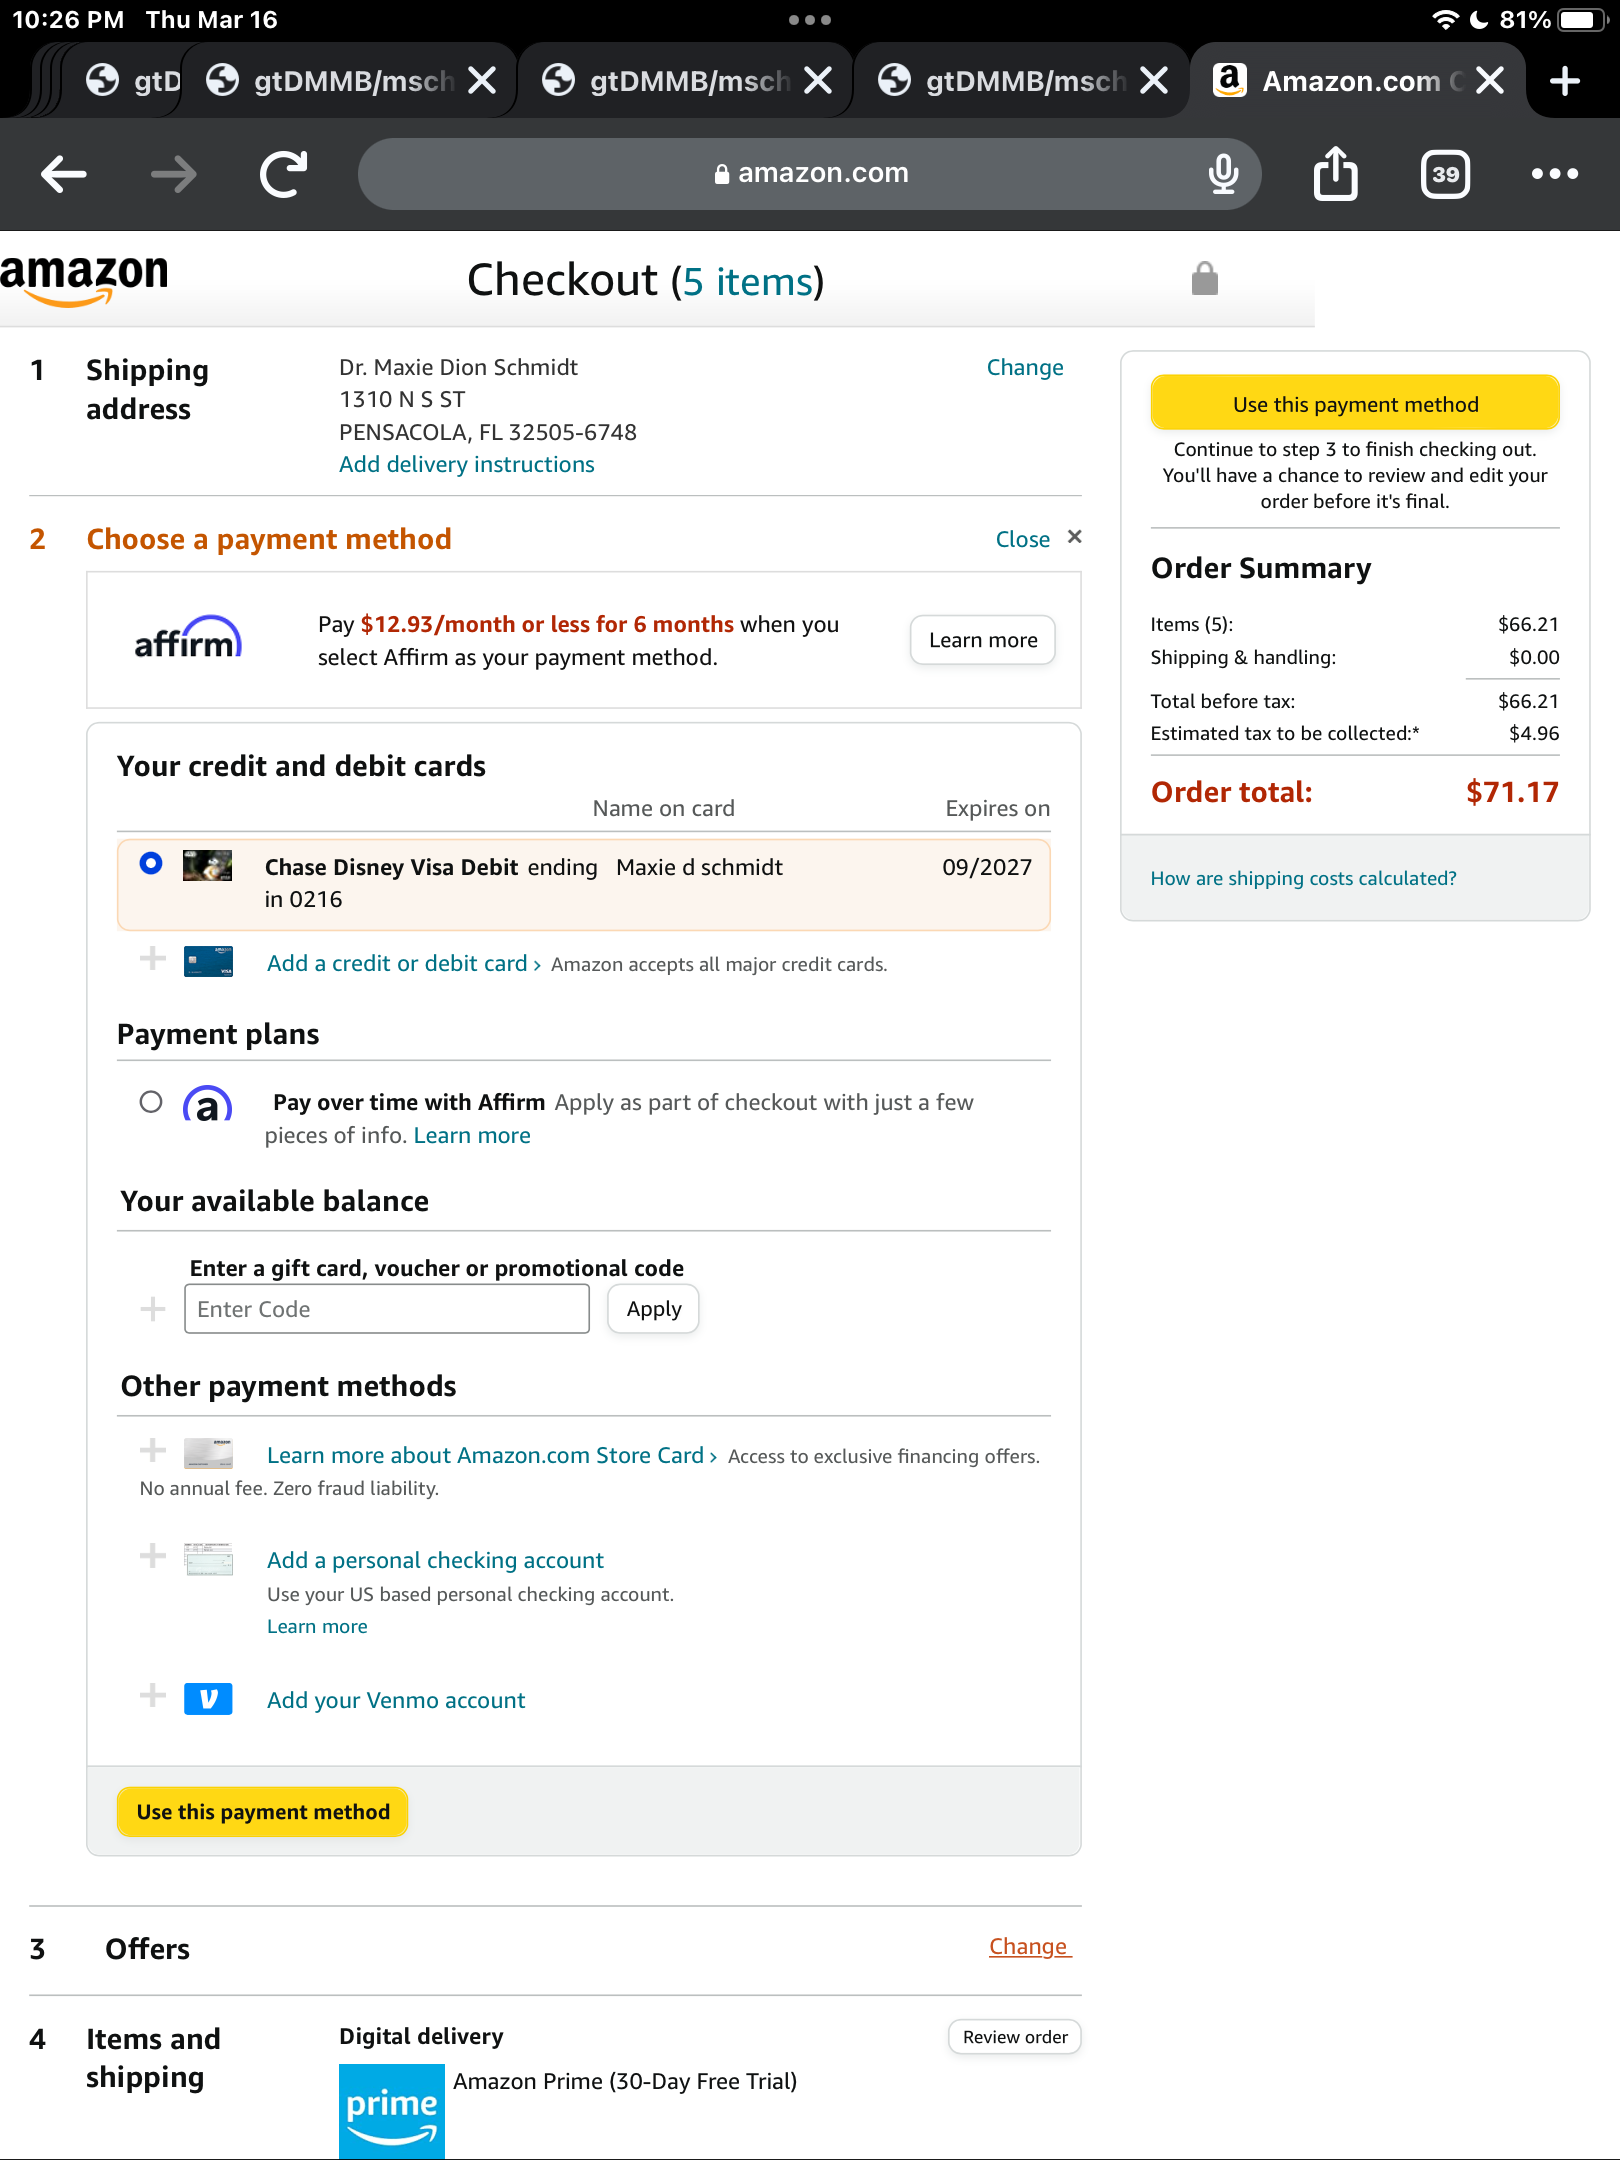 10:26 PM Thu Mar 16
81%
gtD
gtDMMB/msch
gtDMMB/msch
gtDMMB/msch
Amazon.com
amazon.com
39
amazon
Checkout (5 items)
1 Shipping address
Dr. Maxie Dion Schmidt
1310 N S ST
PENSACOLA, FL 32505-6748
Add delivery instructions
Change
Use this payment method
Continue to step 3 to finish checking out.
You'll have a chance to review and edit your
order before it's final.
Order Summary
Items (5): $66.21
Shipping & handling: $0.00
Total before tax: $66.21
Estimated tax to be collected:* $4.96
Order total: $71.17
How are shipping costs calculated?
2 Choose a payment method
Close ×
affirm
Pay $12.93/month or less for 6 months when you
select Affirm as your payment method.
Learn more
Your credit and debit cards
Name on card Expires on
Chase Disney Visa Debit ending Maxie d schmidt 09/2027
in 0216
Add a credit or debit card › Amazon accepts all major credit cards.
Payment plans
a Pay over time with Affirm Apply as part of checkout with just a few
pieces of info. Learn more
Your available balance
Enter a gift card, voucher or promotional code
Enter Code
Apply
Other payment methods
Learn more about Amazon.com Store Card › Access to exclusive financing offers.
No annual fee. Zero fraud liability.
Add a personal checking account
Use your US based personal checking account.
Learn more
Add your Venmo account
Use this payment method
3 Offers
Change
4 Items and
shipping
Digital delivery
Review order
prime
Amazon Prime (30-Day Free Trial)